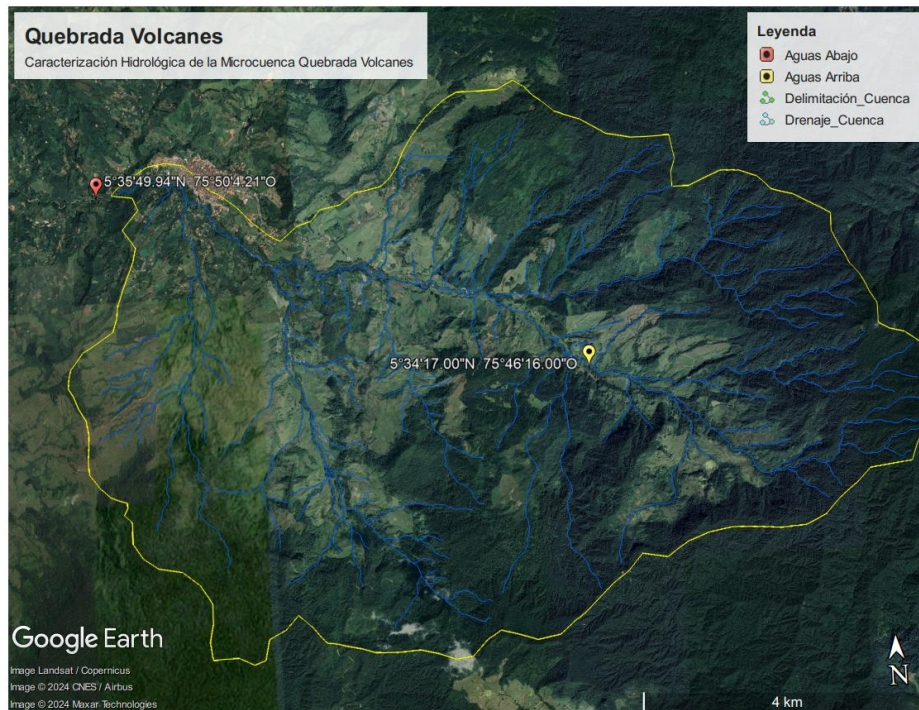 Quebrada Volcanes
Caracterización Hidrológica de la Microcuenca Quebrada Volcanes
Leyenda
Aguas Abajo
Aguas Arriba
Delimitación_Cuenca
Drenaje_Cuenca
5°35'49.94"N 75°50'4.21"O
5°34'17.00"N 75°46'16.00"O
Google Earth
Image Landsat / Copernicus
Image © 2024 CNES / Airbus
Image © 2024 Maxar Technologies
N
4 km